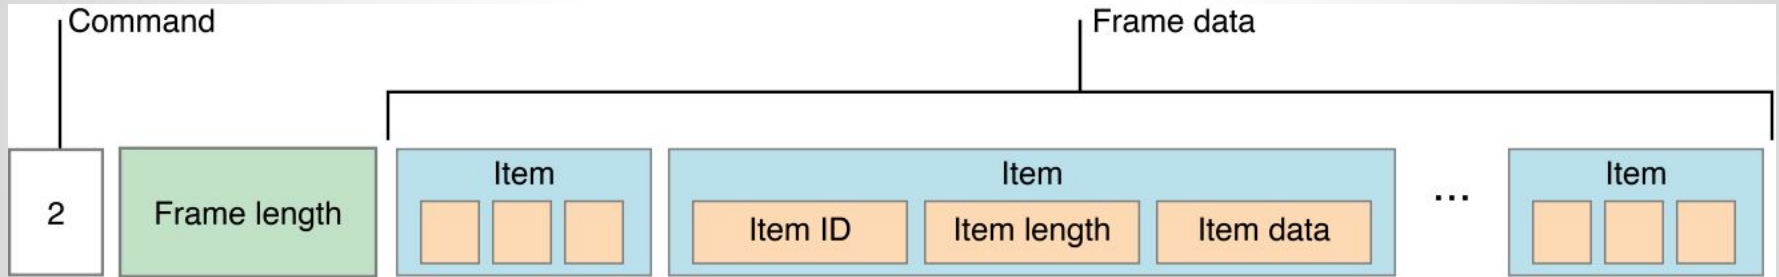 Command
Frame data
2
Frame length
Item
Item ID
Item length
Item data
Item
...
Item